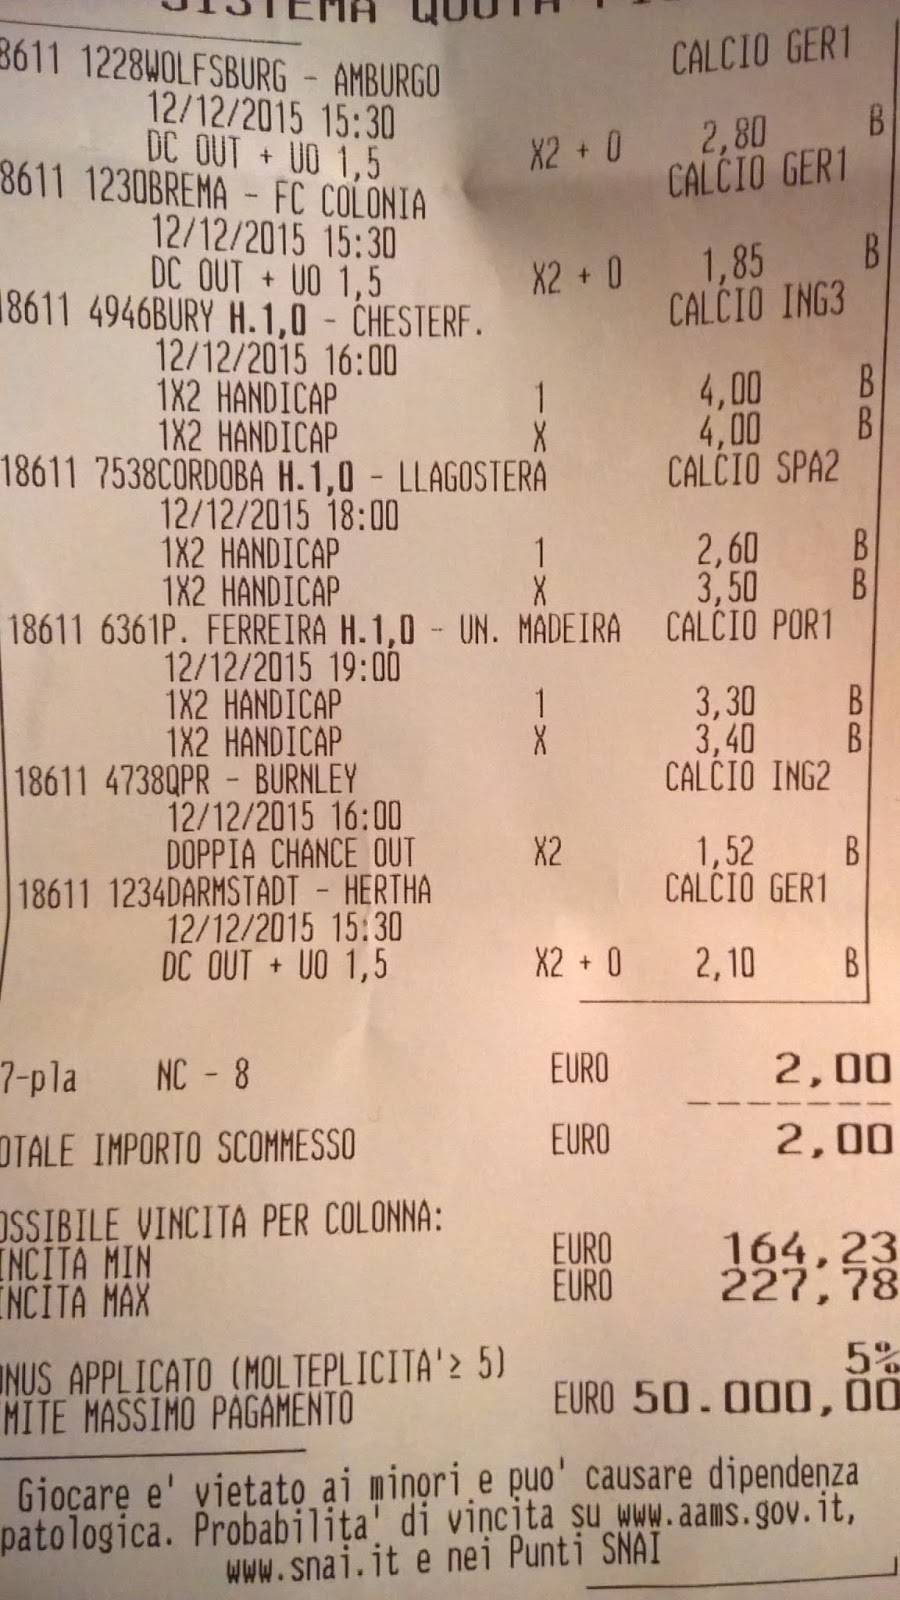 SISTEMA QUOTA
8611 1228WOLFSBURG - AMBURGO CALCIO GER1
12/12/2015 15:30
DC OUT + UO 1,5 X2 + O 2,80 B
8611 1230BREMA - FC COLONIA CALCIO GER1
12/12/2015 15:30
DC OUT + UO 1,5 X2 + O 1,85 B
18611 4946BURY H.1,0 - CHESTERF. CALCIO ING3
12/12/2015 16:00
1X2 HANDICAP 1 4,00 B
1X2 HANDICAP X 4,00 B
18611 7538CORDOBA H.1,0 - LLAGOSTERA CALCIO SPA2
12/12/2015 18:00
1X2 HANDICAP 1 2,60 B
1X2 HANDICAP X 3,50 B
18611 6361P. FERREIRA H.1,0 - UN. MADEIRA CALCIO POR1
12/12/2015 19:00
1X2 HANDICAP 1 3,30 B
1X2 HANDICAP X 3,40 B
18611 4738QPR - BURNLEY CALCIO ING2
12/12/2015 16:00
DOPPIA CHANCE OUT X2 1,52 B
18611 1234DARMSTADT - HERTHA CALCIO GER1
12/12/2015 15:30
DC OUT + UO 1,5 X2 + O 2,10 B
7-pla NC - 8 EURO 2,00
OTALE IMPORTO SCOMMESSO EURO 2,00
OSSIBILE VINCITA PER COLONNA:
INCITA MIN EURO 164,23
INCITA MAX EURO 227,78
ONUS APPLICATO (MOLTEPLICITA'≥ 5) 5%
MITE MASSIMO PAGAMENTO EURO 50.000,00
Giocare e' vietato ai minori e puo' causare dipendenza
patologica. Probabilita' di vincita su www.aams.gov.it,
www.snai.it e nei Punti SNAI